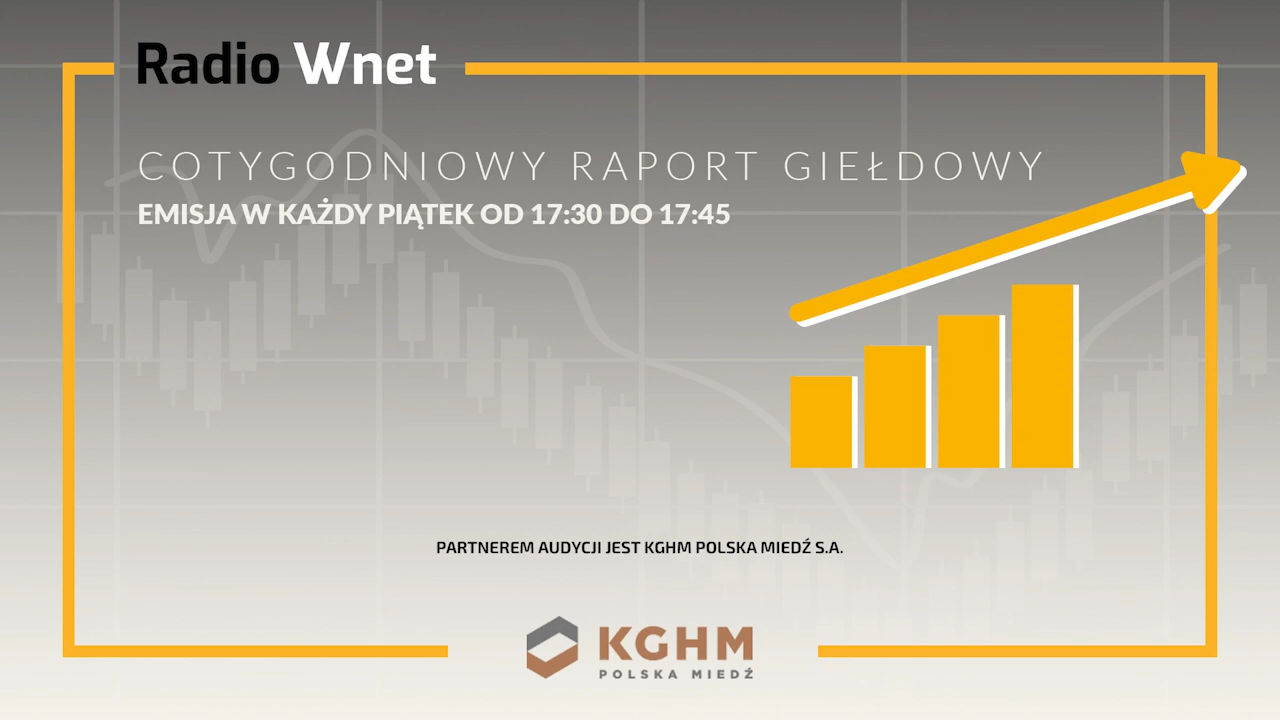 Radio Wnet
COTYGODNIOWY RAPORT GIEŁDOWY
EMISJA W KAŻDY PIĄTEK OD 17:30 DO 17:45
PARTNEREM AUDYCJI JEST KGHM POLSKA MIEDŹ S.A.
KGHM
POLSKA MIEDŹ